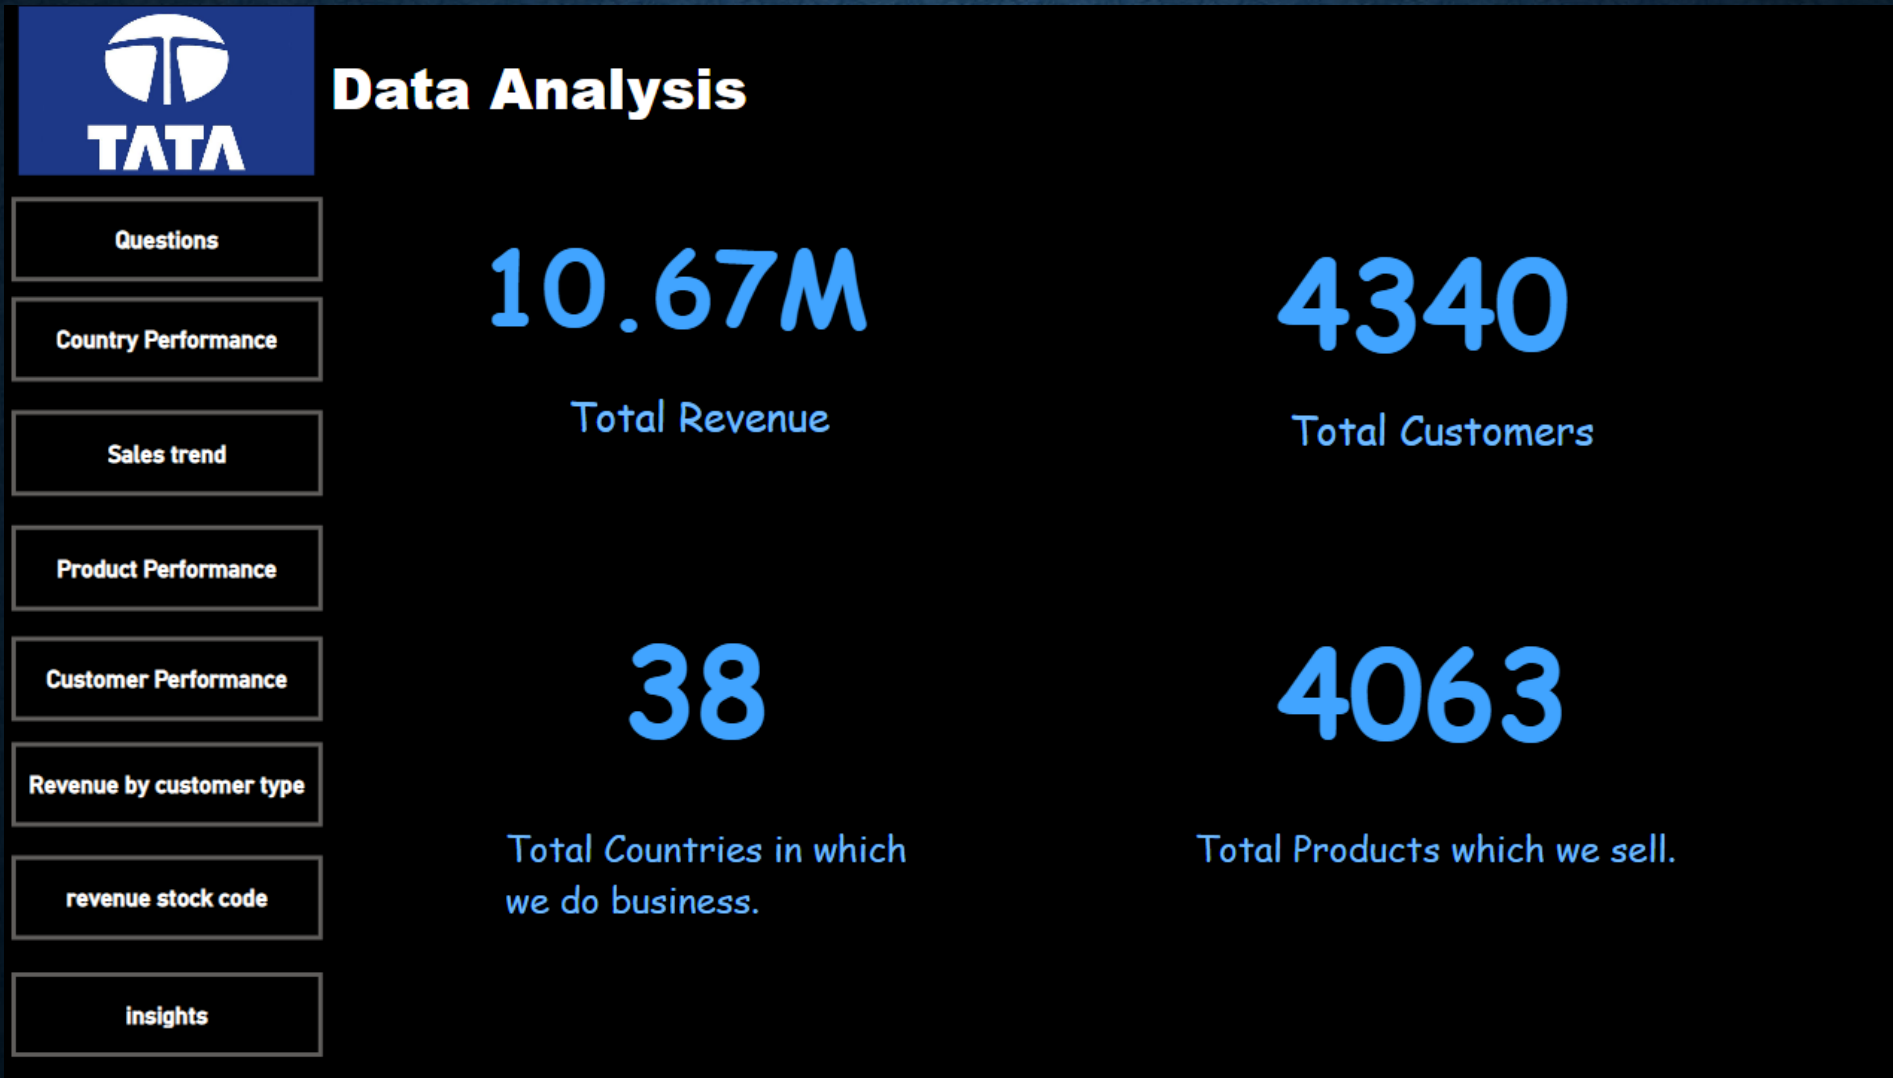 TATA
Data Analysis
Questions
Country Performance
Sales trend
Product Performance
Customer Performance
Revenue by customer type
revenue stock code
insights
10.67M
Total Revenue
4340
Total Customers
38
Total Countries in which
we do business.
4063
Total Products which we sell.